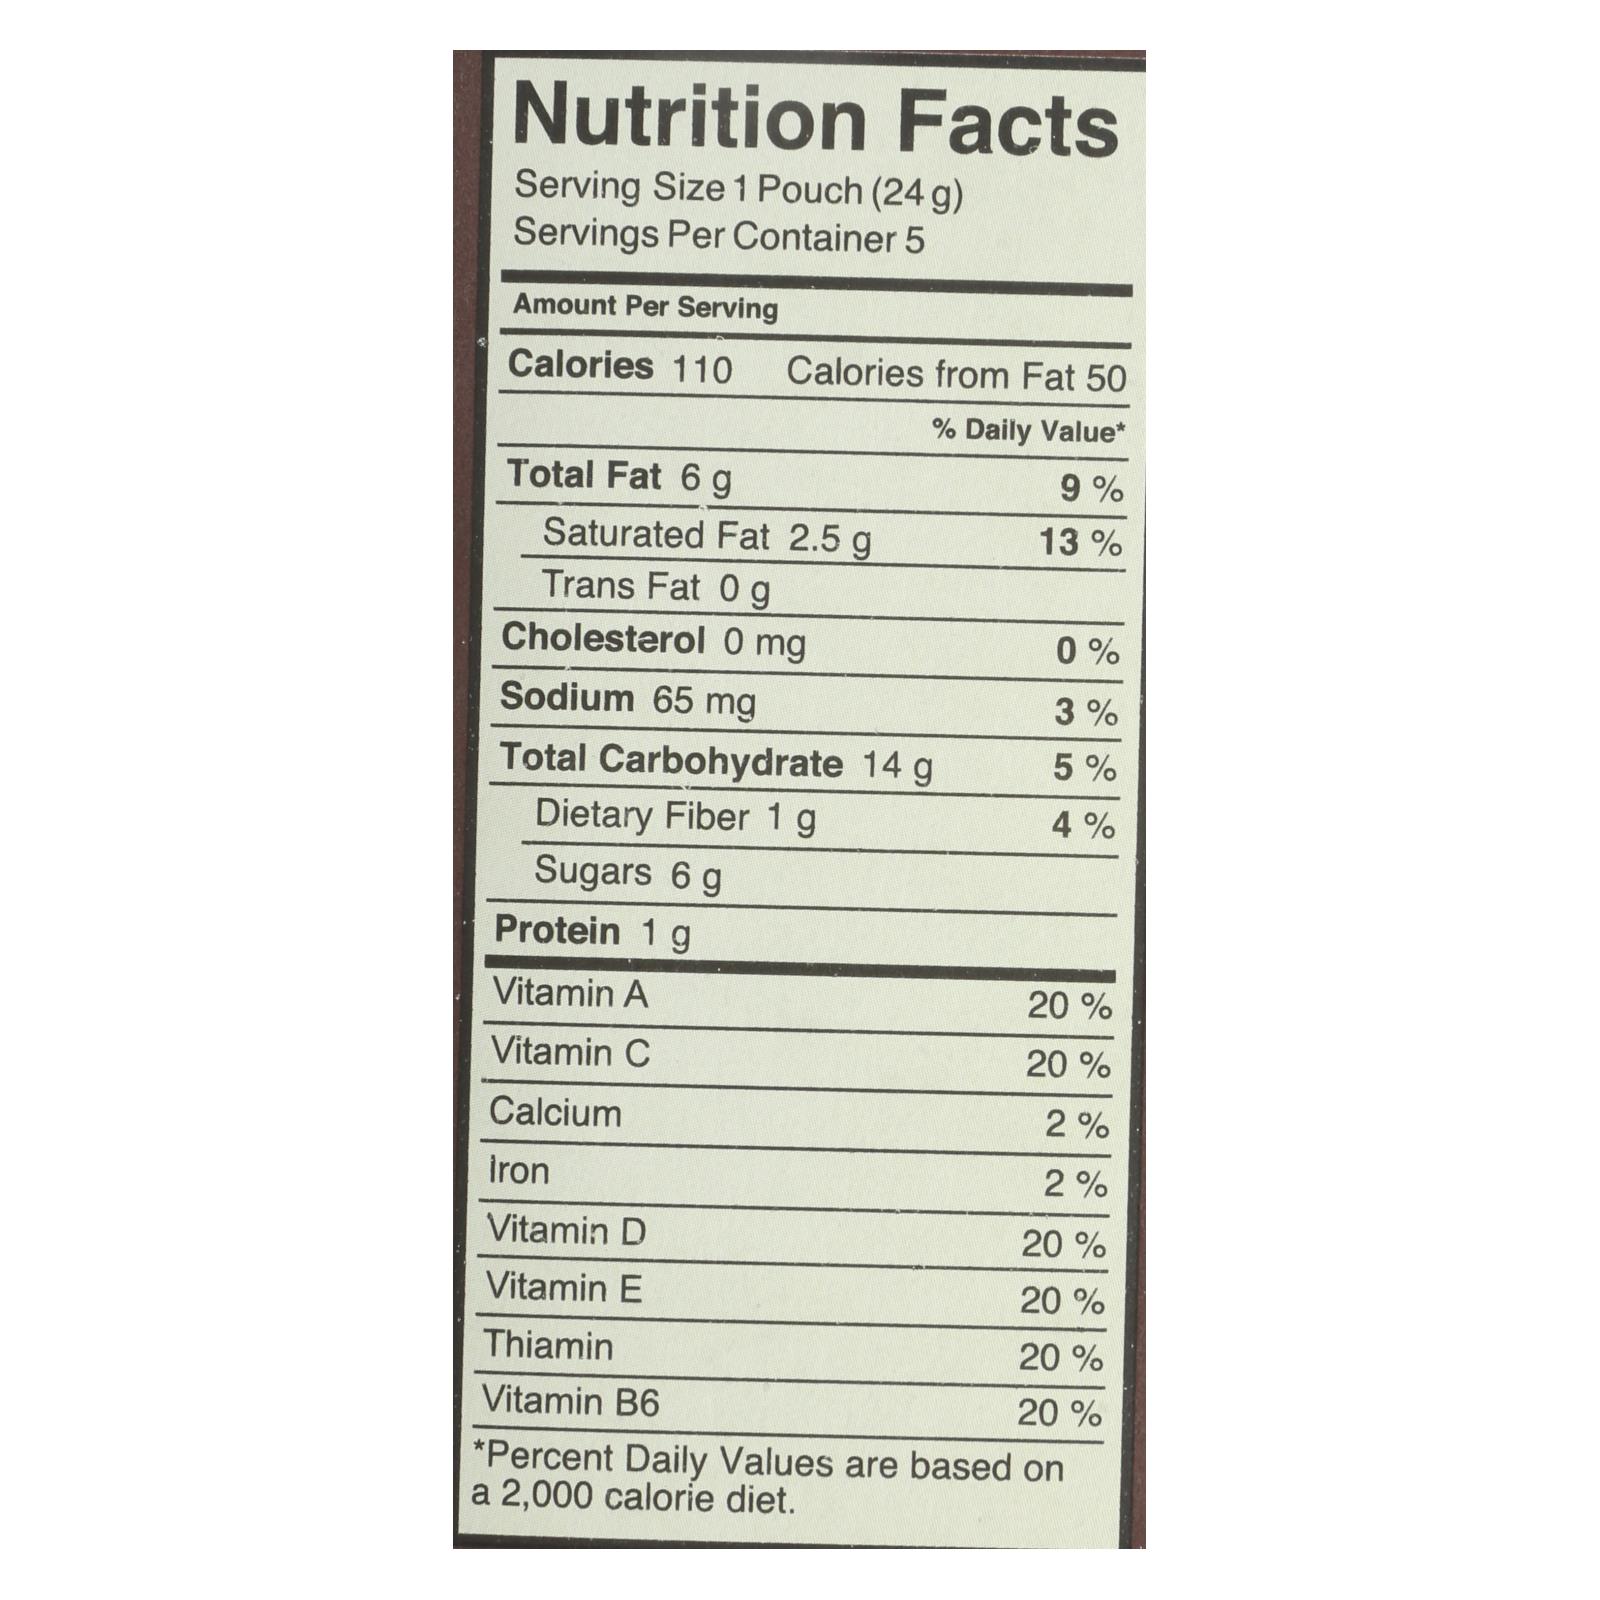 Nutrition Facts
Serving Size 1 Pouch (24 g)
Servings Per Container 5
Amount Per Serving
Calories 110 Calories from Fat 50
% Daily Value*
Total Fat 6 g 9 %
Saturated Fat 2.5 g 13 %
Trans Fat 0 g
Cholesterol 0 mg 0 %
Sodium 65 mg 3 %
Total Carbohydrate 14 g 5 %
Dietary Fiber 1 g 4 %
Sugars 6 g
Protein 1 g
Vitamin A 20 %
Vitamin C 20 %
Calcium 2 %
Iron 2 %
Vitamin D 20 %
Vitamin E 20 %
Thiamin 20 %
Vitamin B6 20 %
*Percent Daily Values are based on
a 2,000 calorie diet.